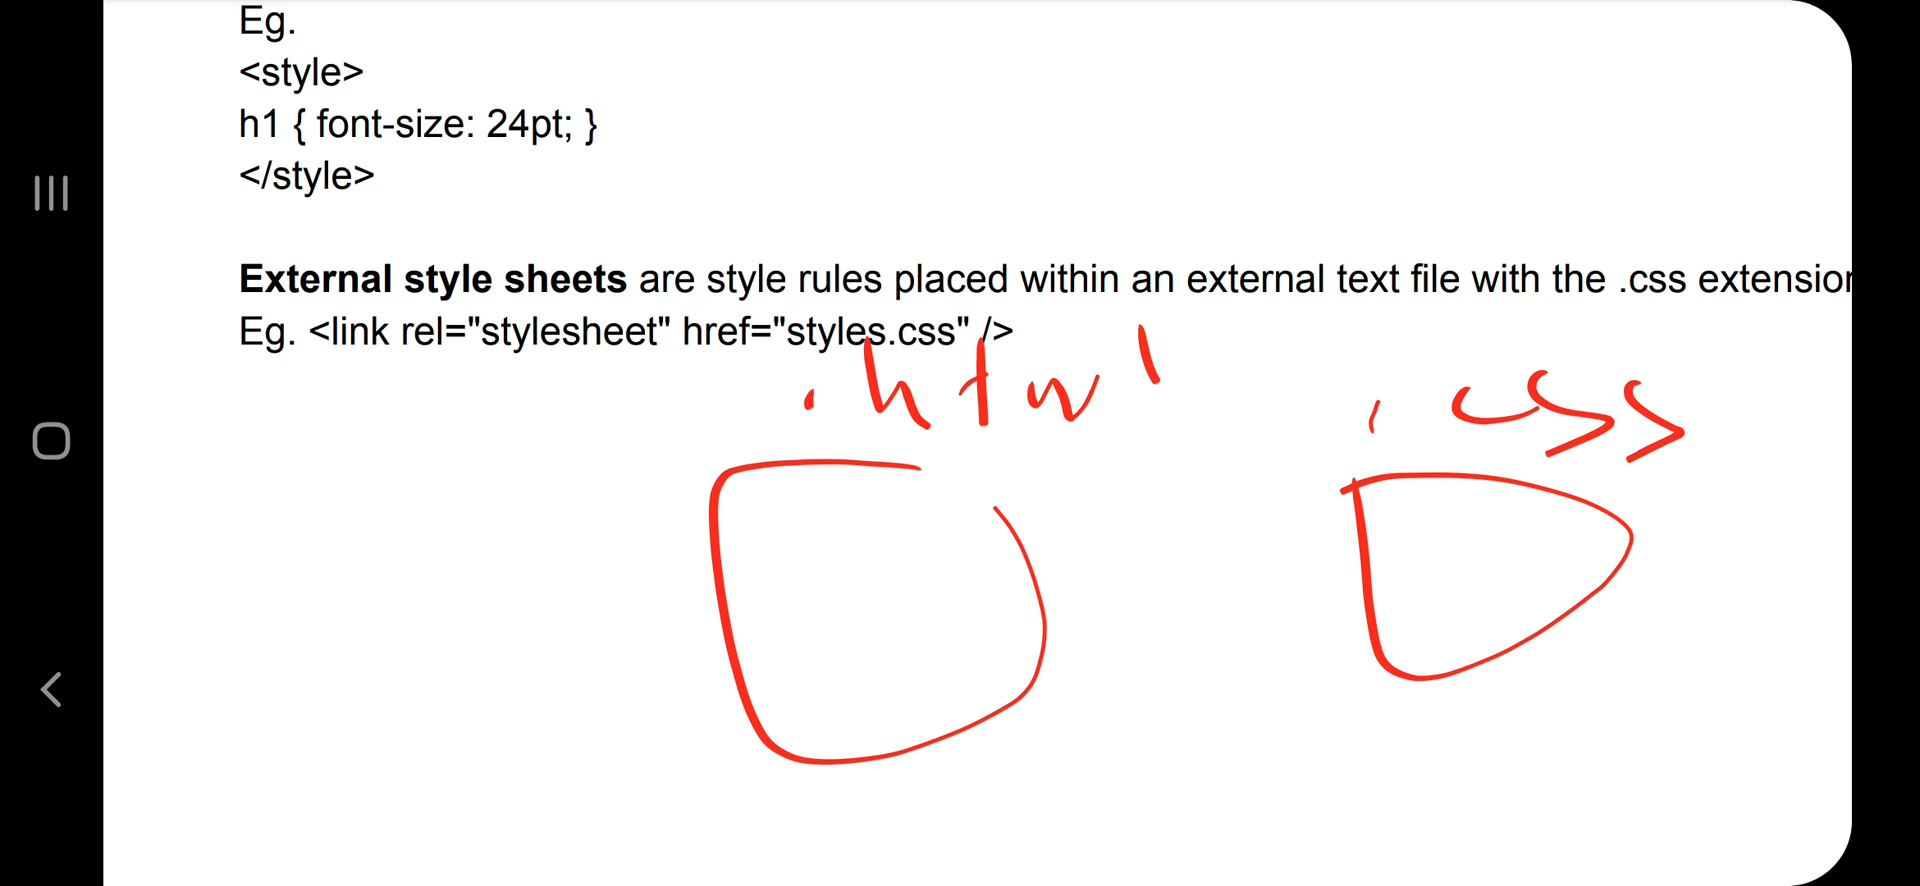 Eg.
<style>
h1 { font-size: 24pt; }
</style>
External style sheets are style rules placed within an external text file with the .css extension
Eg. <link rel="stylesheet" href="styles.css" />
.html
.css